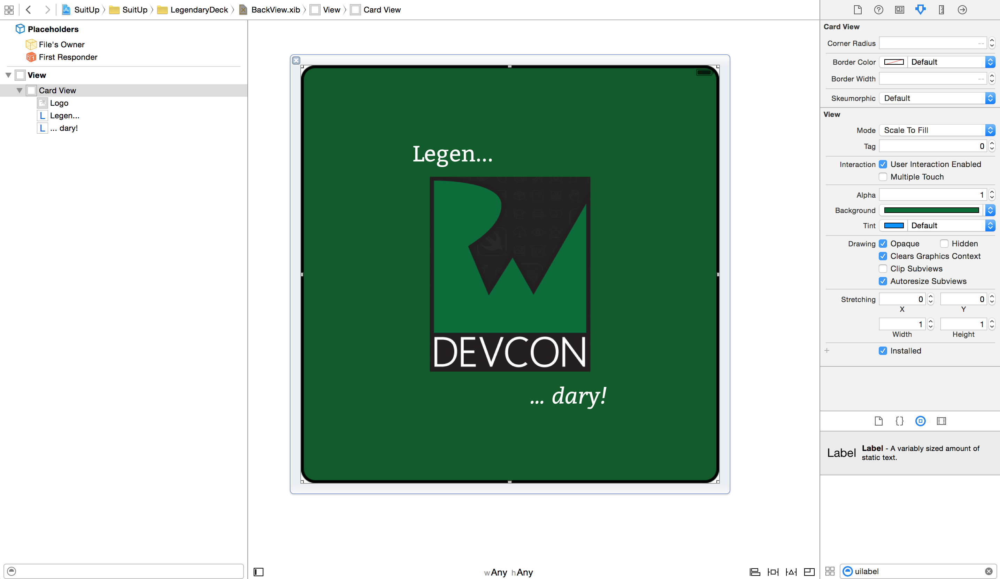 SuitUp SuitUp LegendaryDeck BackView.xib View Card View
Placeholders
File's Owner
First Responder
View
Card View
Logo
L Legen...
L ... dary!
Legen...
DEVCON
... dary!
wAny hAny
Card View
Corner Radius --
Border Color Default
Border Width --
Skeumorphic Default
View
Mode Scale To Fill
Tag 0
Interaction User Interaction Enabled
Multiple Touch
Alpha 1
Background
Tint Default
Drawing Opaque Hidden
Clears Graphics Context
Clip Subviews
Autoresize Subviews
Stretching 0 0
X Y
1 1
Width Height
+ Installed
Label Label - A variably sized amount of
static text.
uilabel